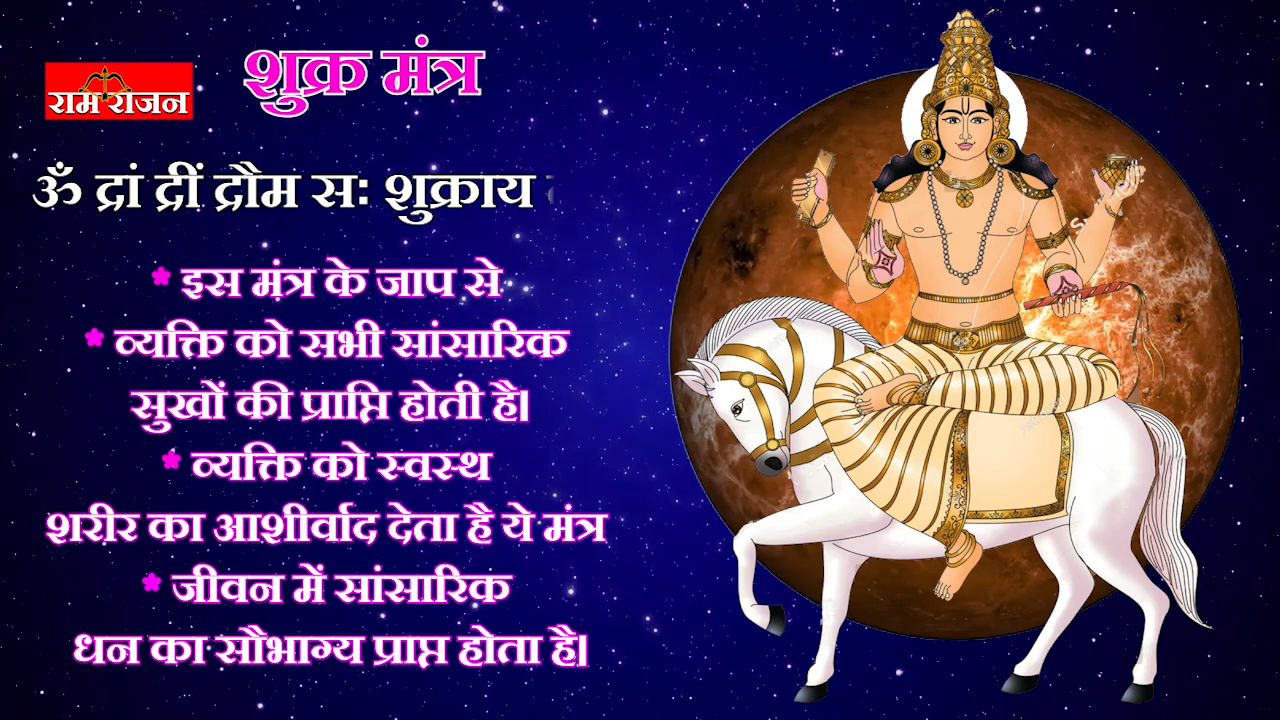 राम राजन
शुक्र मंत्र
ॐ द्रां द्रीं द्रौम सः शुक्राय
* इस मंत्र के जाप से
* व्यक्ति को सभी सांसारिक
सुखों की प्राप्ति होती है।
* व्यक्ति को स्वस्थ
शरीर का आशीर्वाद देता है ये मंत्र
* जीवन में सांसारिक
धन का सौभाग्य प्राप्त होता है।